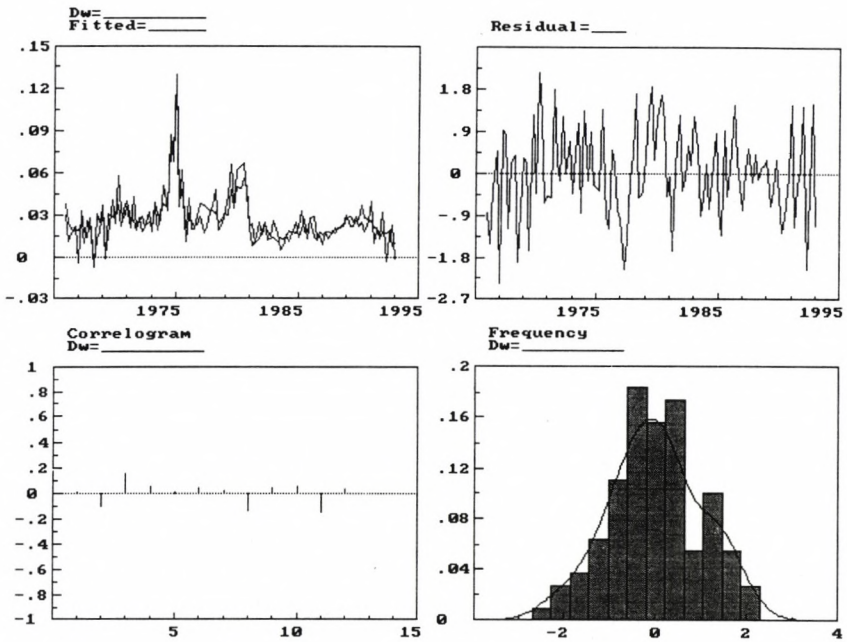 Dw=
Fitted=
.15
.12
.09
.06
.03
0
-.03
1975 1985 1995
Residual=
1.8
.9
0
-.9
-1.8
-2.7
1975 1985 1995
Correlogram
Dw=
1
.8
.6
.4
.2
0
-.2
-.4
-.6
-.8
-1
5 10 15
Frequency
Dw=
.2
.16
.12
.08
.04
0
-2 0 2 4